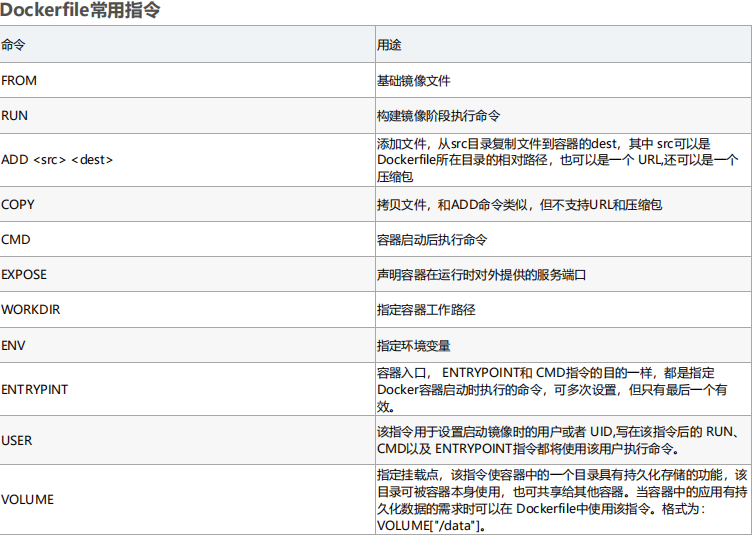 Dockerfile常用指令
命令
用途
FROM
基础镜像文件
RUN
构建镜像阶段执行命令
ADD <src> <dest>
添加文件，从src目录复制文件到容器的dest，其中 src可以是
Dockerfile所在目录的相对路径，也可以是一个 URL,还可以是一个
压缩包
COPY
拷贝文件，和ADD命令类似，但不支持URL和压缩包
CMD
容器启动后执行命令
EXPOSE
声明容器在运行时对外提供的服务端口
WORKDIR
指定容器工作路径
ENV
指定环境变量
ENTRYPINT
容器入口， ENTRYPOINT和 CMD指令的目的一样，都是指定
Docker容器启动时执行的命令，可多次设置，但只有最后一个有
效。
USER
该指令用于设置启动镜像时的用户或者 UID,写在该指令后的 RUN、
CMD以及 ENTRYPOINT指令都将使用该用户执行命令。
VOLUME
指定挂载点，该指令使容器中的一个目录具有持久化存储的功能，该
目录可被容器本身使用，也可共享给其他容器。当容器中的应用有持
久化数据的需求时可以在 Dockerfile中使用该指令。格式为：
VOLUME["/data"]。